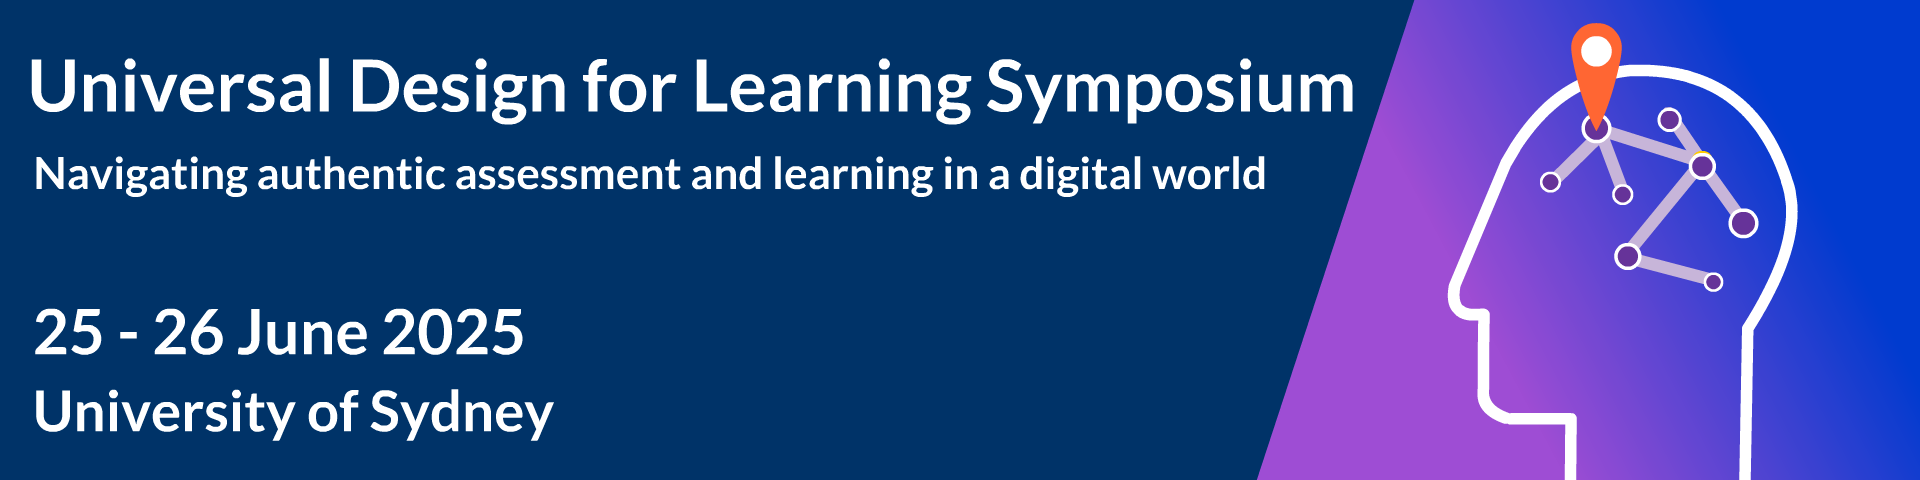 Universal Design for Learning Symposium
Navigating authentic assessment and learning in a digital world
25 - 26 June 2025
University of Sydney